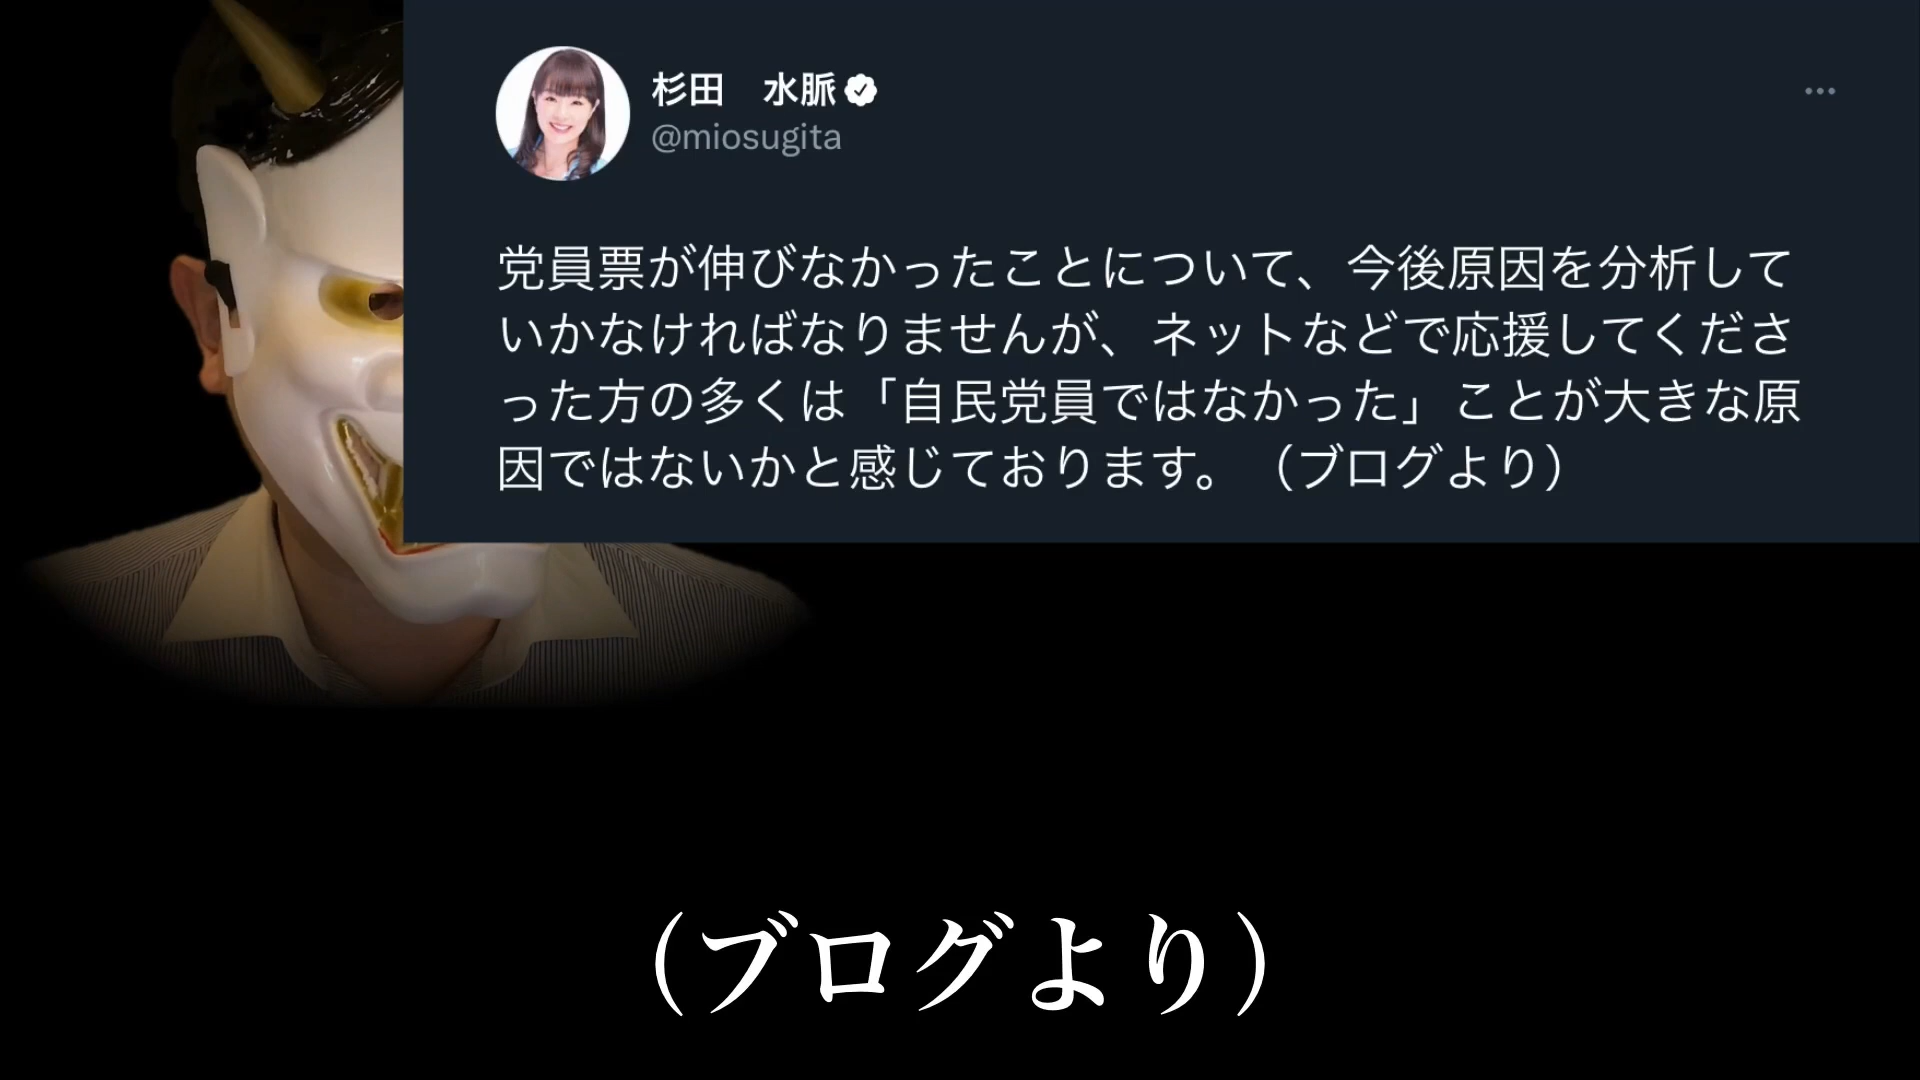 杉田　水脈
@miosugita
党員票が伸びなかったことについて、今後原因を分析して
いかなければなりませんが、ネットなどで応援してくださ
った方の多くは「自民党員ではなかった」ことが大きな原
因ではないかと感じております。（ブログより）
（ブログより）